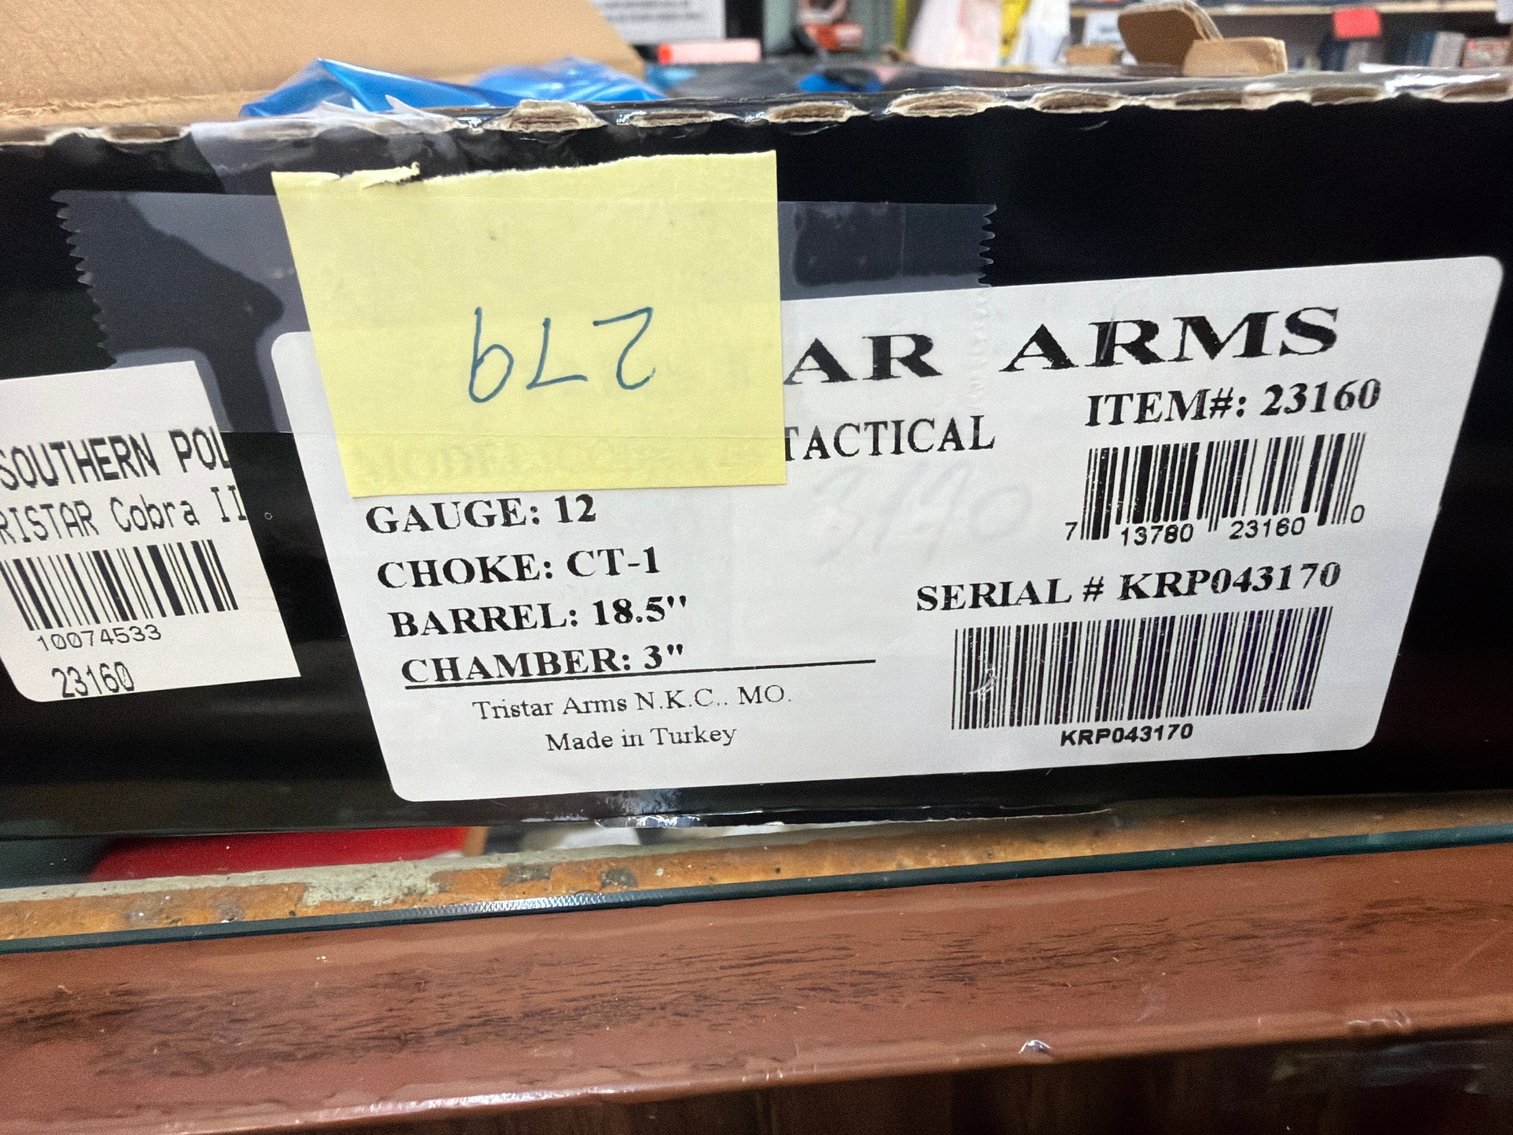 279
AR ARMS
TACTICAL
ITEM#: 23160
7 13780 23160 0
GAUGE: 12
CHOKE: CT-1
BARREL: 18.5"
CHAMBER: 3"
SERIAL # KRP043170
KRP043170
Tristar Arms N.K.C.. MO.
Made in Turkey
SOUTHERN POL
RISTAR Cobra II
10074533
23160